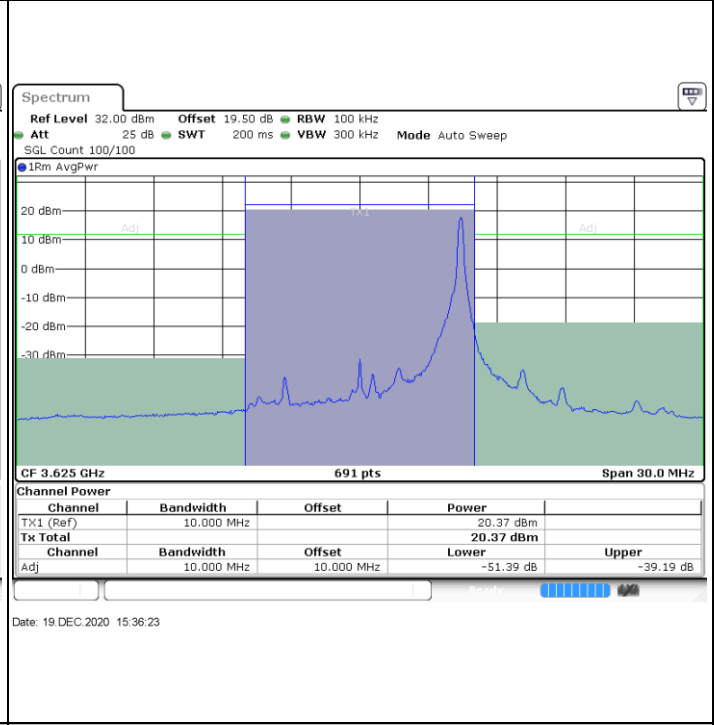 Spectrum
Ref Level 32.00 dBm Offset 19.50 dB RBW 100 kHz
Att 25 dB SWT 200 ms VBW 300 kHz Mode Auto Sweep
SGL Count 100/100
1Rm AvgPwr
20 dBm
TX1
Adj
Adj
10 dBm
0 dBm
-10 dBm
-20 dBm
-30 dBm
CF 3.625 GHz 691 pts Span 30.0 MHz
Channel Power
Channel Bandwidth Offset Power
TX1 (Ref) 10.000 MHz 20.37 dBm
Tx Total 20.37 dBm
Channel Bandwidth Offset Lower Upper
Adj 10.000 MHz 10.000 MHz -51.39 dB -39.19 dB
Ready
Date: 19.DEC.2020 15:36:23